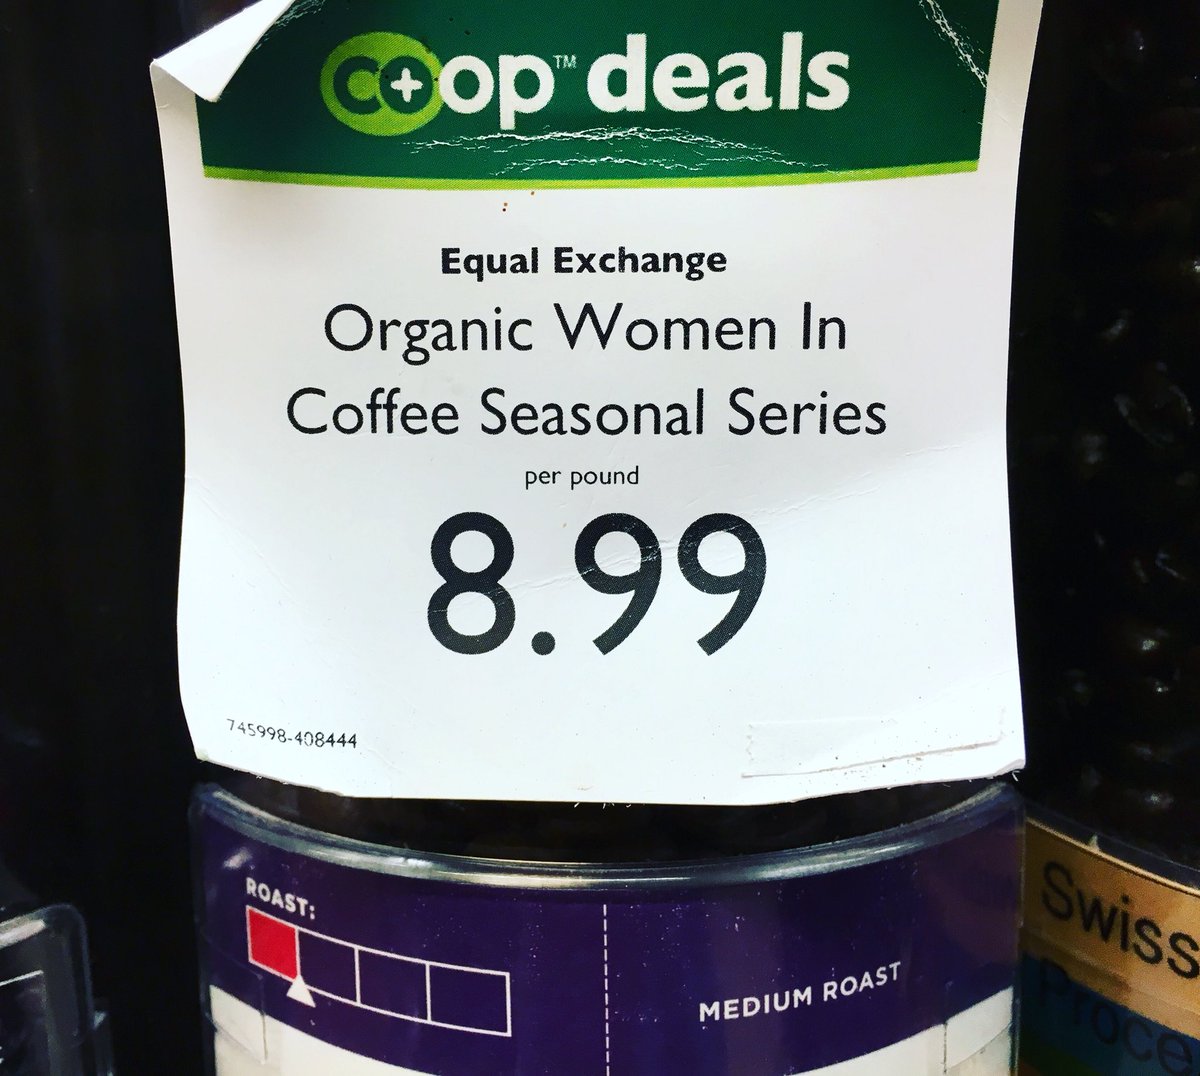 co+op™ deals
Equal Exchange
Organic Women In
Coffee Seasonal Series
per pound
8.99
745998-408444
ROAST:
MEDIUM ROAST
Swiss
Proce